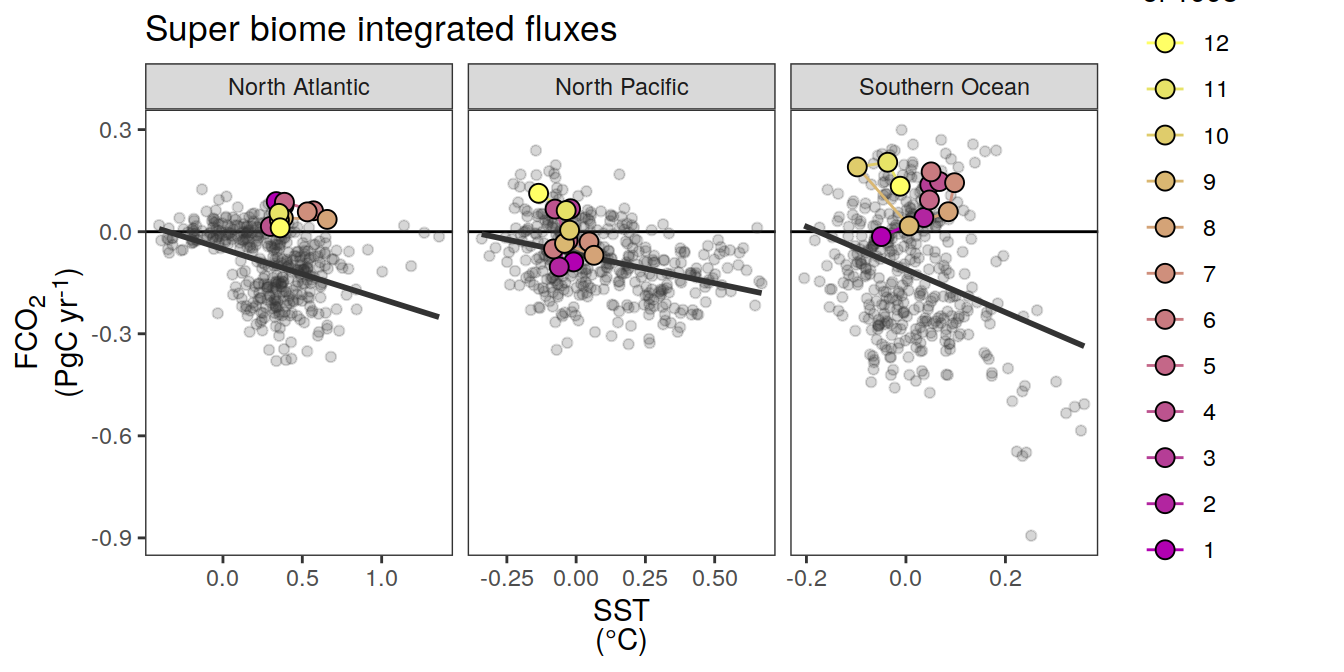 Super biome integrated fluxes
North Atlantic
North Pacific
Southern Ocean
0.3
0.0
-0.3
-0.6
-0.9
FCO₂
(PgC yr⁻¹)
0.0 0.5 1.0
-0.25 0.00 0.25 0.50
-0.2 0.0 0.2
SST
(°C)
12
11
10
9
8
7
6
5
4
3
2
1